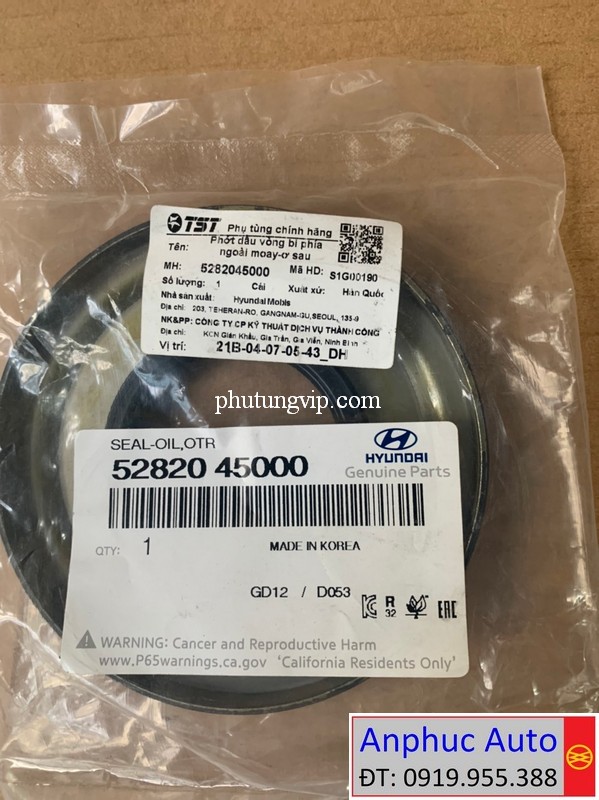 TST Phụ tùng chính hãng
Tên: Phớt dầu vòng bi phía
ngoài moay-ơ sau
MH: 5282045000 Mã HD: S1G00190
Số lượng: 1 Cái Xuất xứ: Hàn Quốc
Nhà sản xuất: Hyundai Mobis
Địa chỉ: 203, TEHERAN-RO, GANGNAM-GU, SEOUL, 135-9
NK&PP: CÔNG TY CP KỸ THUẬT DỊCH VỤ THÀNH CÔNG
Địa chỉ: KCN Gián Khẩu, Gia Trấn, Gia Viễn, Ninh Bình
Vị trí: 21B-04-07-05-43_DH
phutungvip.com
SEAL-OIL,OTR
52820 45000
HYUNDAI
Genuine Parts
QTY: 1 MADE IN KOREA
GD12 / D053
R
32
EAC
WARNING: Cancer and Reproductive Harm
www.P65warnings.ca.gov 'California Residents Only'
Anphuc Auto
ĐT: 0919.955.388